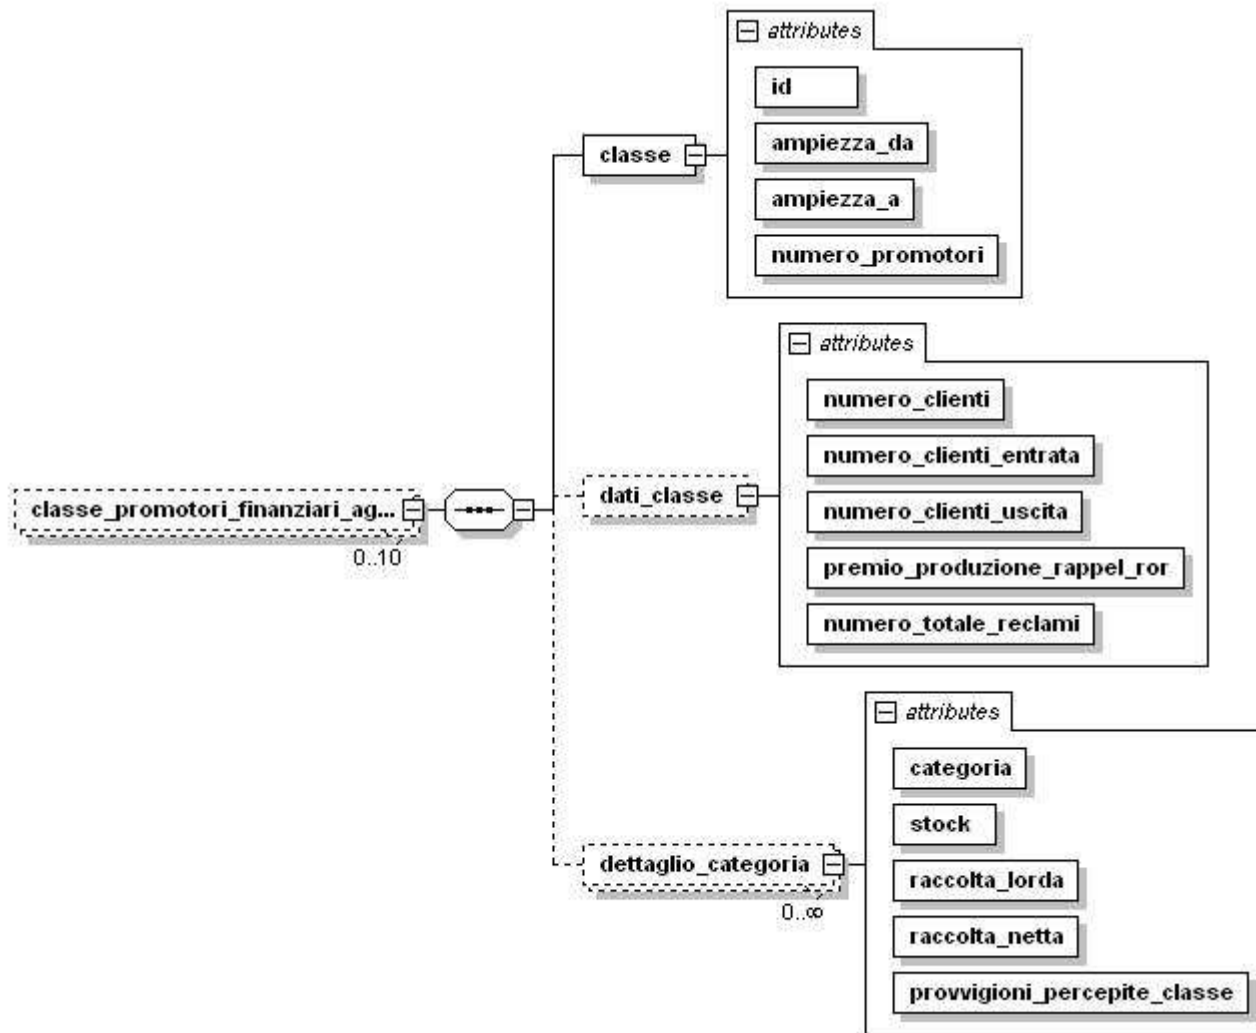 attributes
id
ampiezza_da
classe
ampiezza_a
numero_promotori
attributes
numero_clienti
numero_clienti_entrata
dati_classe
numero_clienti_uscita
classe_promotori_finanziari_ag...
0..10
premio_produzione_rappel_ror
numero_totale_reclami
attributes
categoria
stock
dettaglio_categoria
0..∞
raccolta_lorda
raccolta_netta
provvigioni_percepite_classe